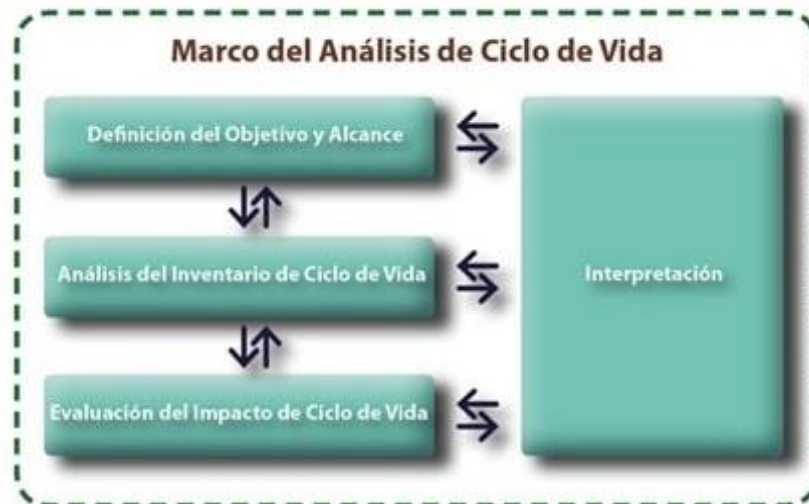 Marco del Análisis de Ciclo de Vida
Definición del Objetivo y Alcance
Análisis del Inventario de Ciclo de Vida
Evaluación del Impacto de Ciclo de Vida
Interpretación